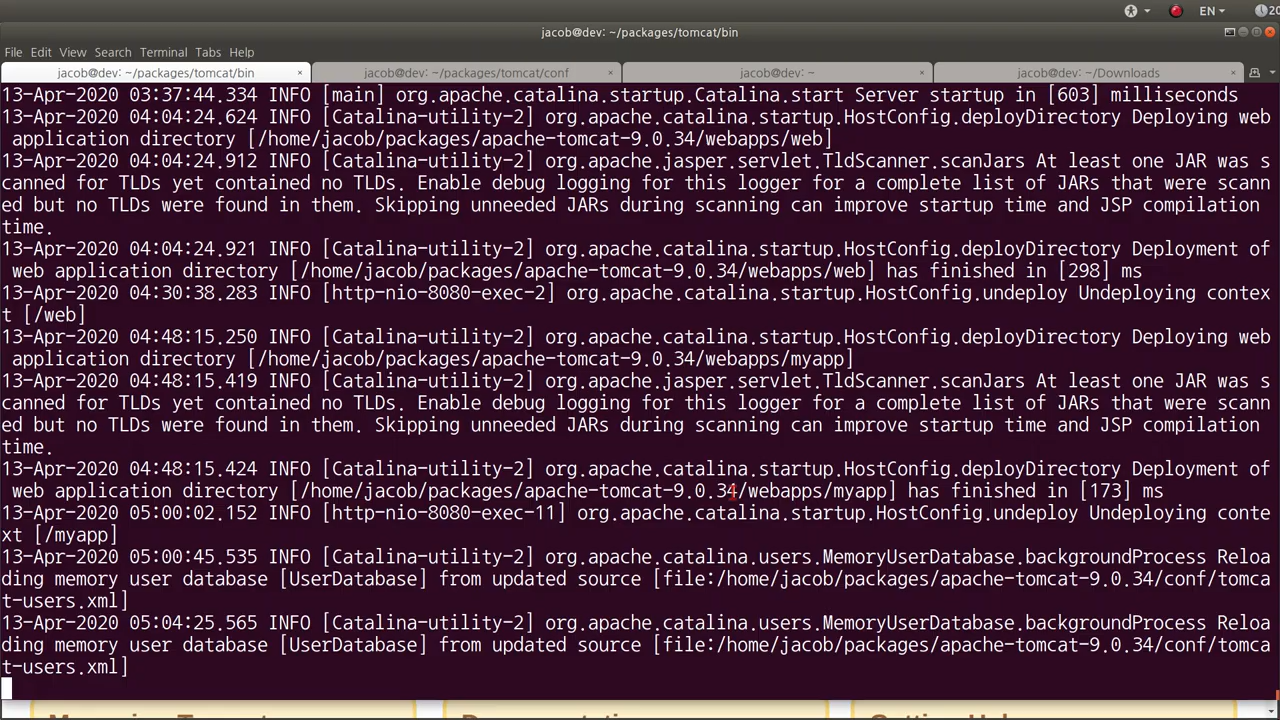 EN
20
jacob@dev: ~/packages/tomcat/bin
File Edit View Search Terminal Tabs Help
jacob@dev: ~/packages/tomcat/bin × jacob@dev: ~/packages/tomcat/conf × jacob@dev: ~ × jacob@dev: ~/Downloads ×
13-Apr-2020 03:37:44.334 INFO [main] org.apache.catalina.startup.Catalina.start Server startup in [603] milliseconds
13-Apr-2020 04:04:24.624 INFO [Catalina-utility-2] org.apache.catalina.startup.HostConfig.deployDirectory Deploying web
application directory [/home/jacob/packages/apache-tomcat-9.0.34/webapps/web]
13-Apr-2020 04:04:24.912 INFO [Catalina-utility-2] org.apache.jasper.servlet.TldScanner.scanJars At least one JAR was s
canned for TLDs yet contained no TLDs. Enable debug logging for this logger for a complete list of JARs that were scann
ed but no TLDs were found in them. Skipping unneeded JARs during scanning can improve startup time and JSP compilation
time.
13-Apr-2020 04:04:24.921 INFO [Catalina-utility-2] org.apache.catalina.startup.HostConfig.deployDirectory Deployment of
web application directory [/home/jacob/packages/apache-tomcat-9.0.34/webapps/web] has finished in [298] ms
13-Apr-2020 04:30:38.283 INFO [http-nio-8080-exec-2] org.apache.catalina.startup.HostConfig.undeploy Undeploying contex
t [/web]
13-Apr-2020 04:48:15.250 INFO [Catalina-utility-2] org.apache.catalina.startup.HostConfig.deployDirectory Deploying web
application directory [/home/jacob/packages/apache-tomcat-9.0.34/webapps/myapp]
13-Apr-2020 04:48:15.419 INFO [Catalina-utility-2] org.apache.jasper.servlet.TldScanner.scanJars At least one JAR was s
canned for TLDs yet contained no TLDs. Enable debug logging for this logger for a complete list of JARs that were scann
ed but no TLDs were found in them. Skipping unneeded JARs during scanning can improve startup time and JSP compilation
time.
13-Apr-2020 04:48:15.424 INFO [Catalina-utility-2] org.apache.catalina.startup.HostConfig.deployDirectory Deployment of
web application directory [/home/jacob/packages/apache-tomcat-9.0.34/webapps/myapp] has finished in [173] ms
13-Apr-2020 05:00:02.152 INFO [http-nio-8080-exec-11] org.apache.catalina.startup.HostConfig.undeploy Undeploying conte
xt [/myapp]
13-Apr-2020 05:00:45.535 INFO [Catalina-utility-2] org.apache.catalina.users.MemoryUserDatabase.backgroundProcess Reloa
ding memory user database [UserDatabase] from updated source [file:/home/jacob/packages/apache-tomcat-9.0.34/conf/tomca
t-users.xml]
13-Apr-2020 05:04:25.565 INFO [Catalina-utility-2] org.apache.catalina.users.MemoryUserDatabase.backgroundProcess Reloa
ding memory user database [UserDatabase] from updated source [file:/home/jacob/packages/apache-tomcat-9.0.34/conf/tomca
t-users.xml]